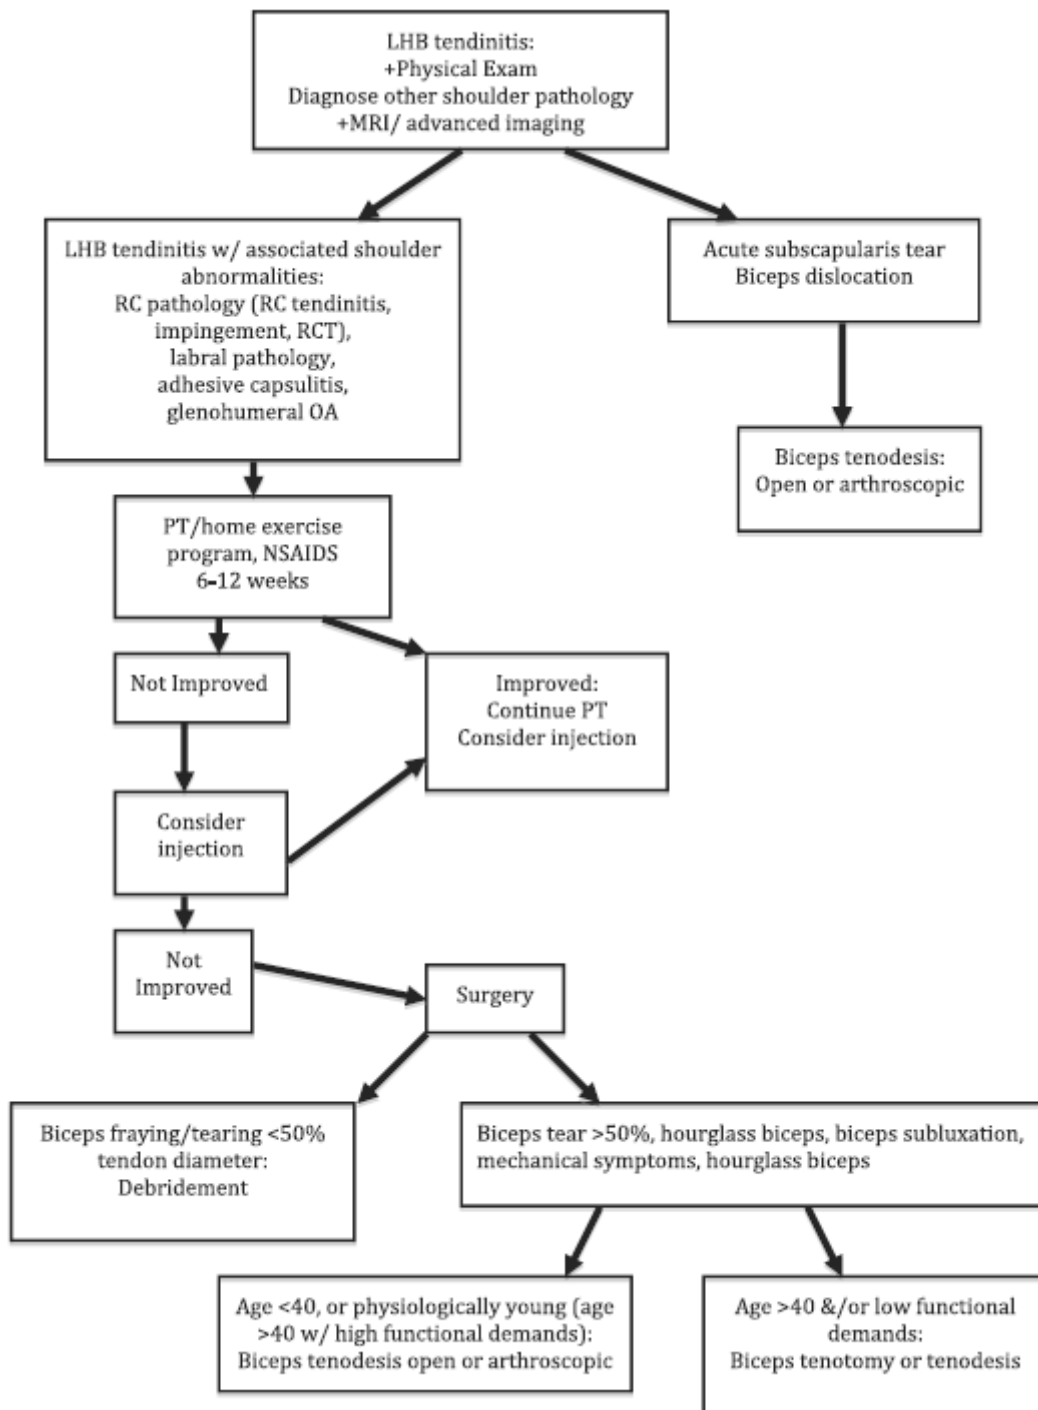 LHB tendinitis:
+Physical Exam
Diagnose other shoulder pathology
+MRI/ advanced imaging
LHB tendinitis w/ associated shoulder
abnormalities:
RC pathology (RC tendinitis,
impingement, RCT),
labral pathology,
adhesive capsulitis,
glenohumeral OA
Acute subscapularis tear
Biceps dislocation
Biceps tenodesis:
Open or arthroscopic
PT/home exercise
program, NSAIDS
6-12 weeks
Not Improved
Improved:
Continue PT
Consider injection
Consider
injection
Not
Improved
Surgery
Biceps fraying/tearing <50%
tendon diameter:
Debridement
Biceps tear >50%, hourglass biceps, biceps subluxation,
mechanical symptoms, hourglass biceps
Age <40, or physiologically young (age
>40 w/ high functional demands):
Biceps tenodesis open or arthroscopic
Age >40 &/or low functional
demands:
Biceps tenotomy or tenodesis